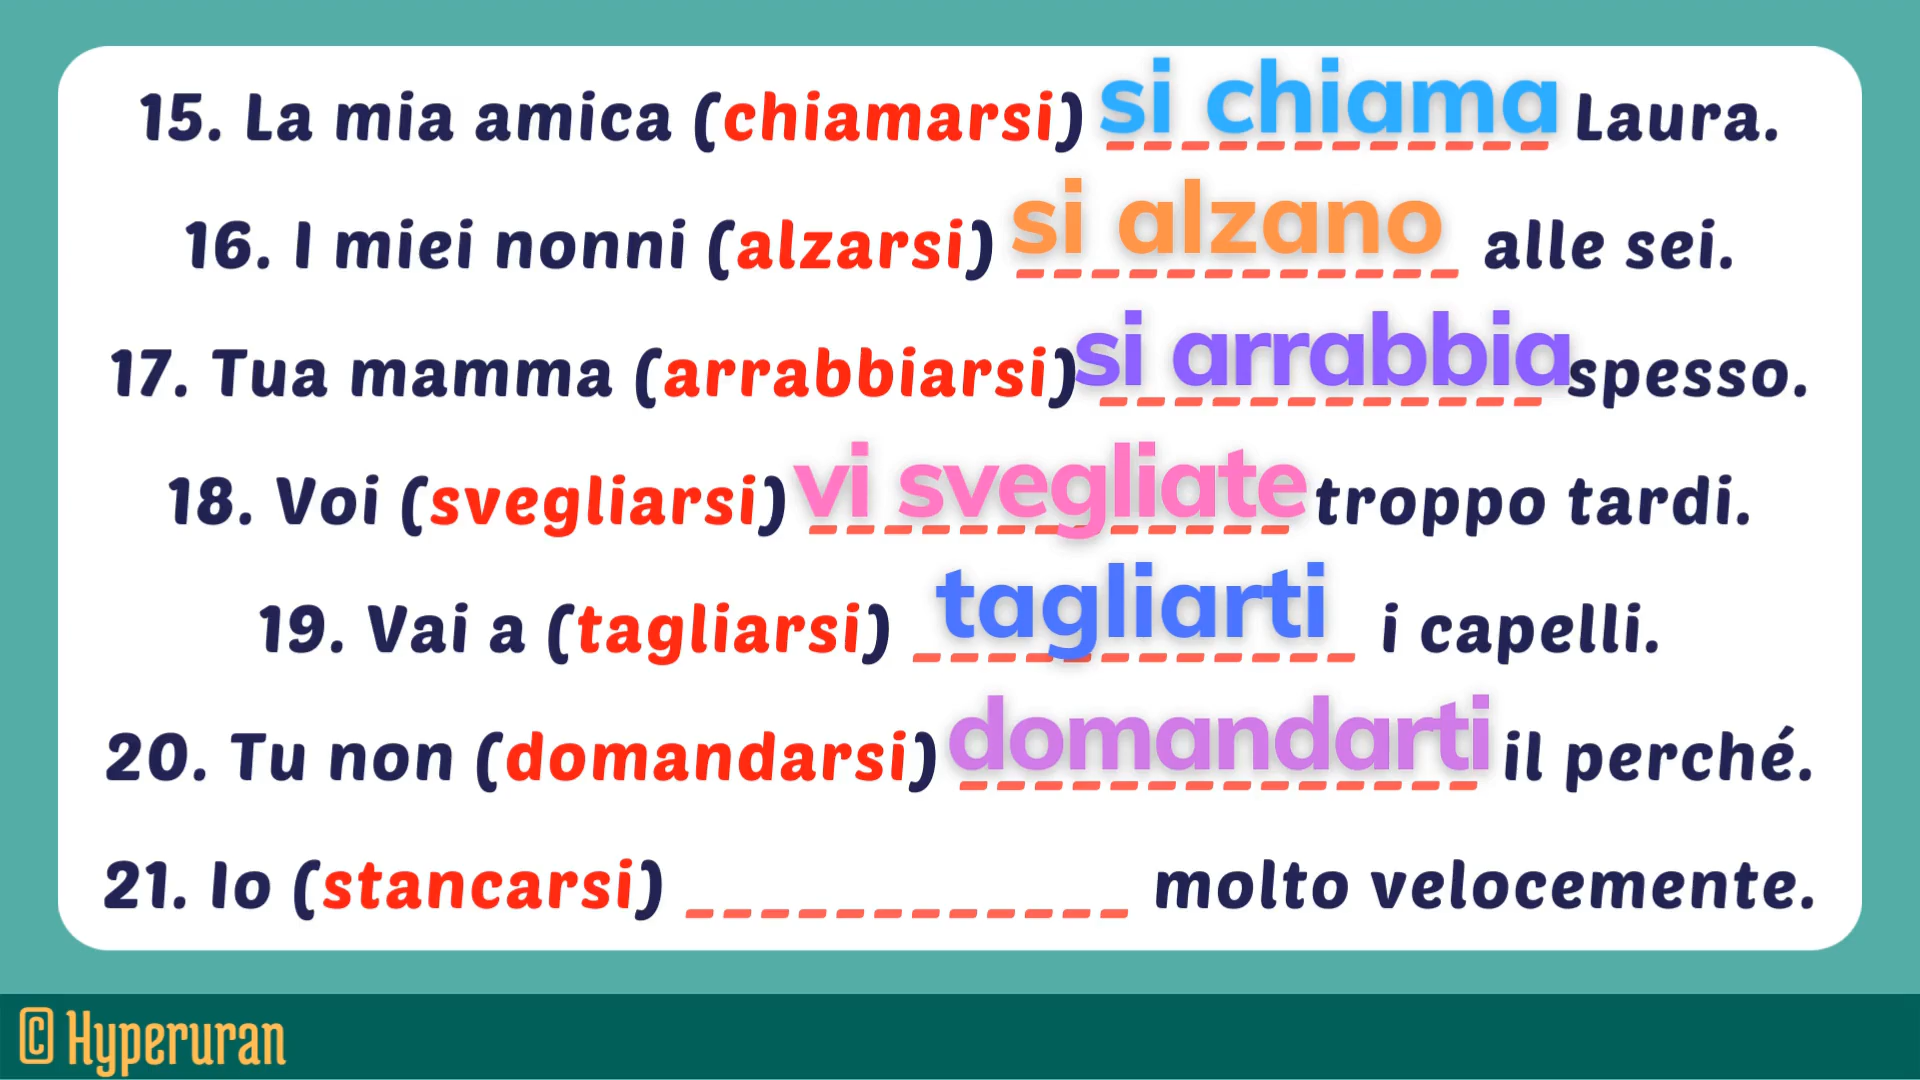 15. La mia amica (chiamarsi) si chiama Laura.
16. I miei nonni (alzarsi) si alzano alle sei.
17. Tua mamma (arrabbiarsi) si arrabbia spesso.
18. Voi (svegliarsi) vi svegliate troppo tardi.
19. Vai a (tagliarsi) tagliarti i capelli.
20. Tu non (domandarsi) domandarti il perché.
21. Io (stancarsi) ____________ molto velocemente.
© Hyperuran